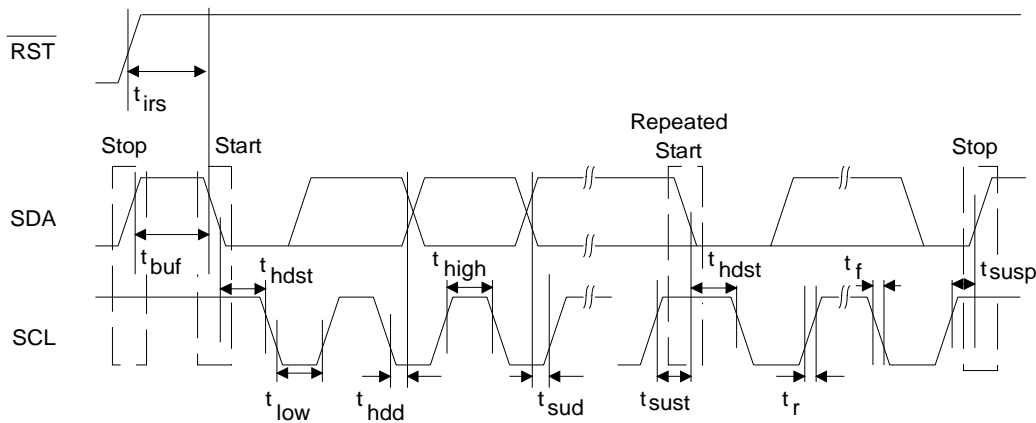 RST
t irs
Repeated
Stop
Start
Start
Stop
SDA
t buf
t hdst
t high
t hdst
t f
t susp
SCL
t low
t hdd
t sud
t sust
t r